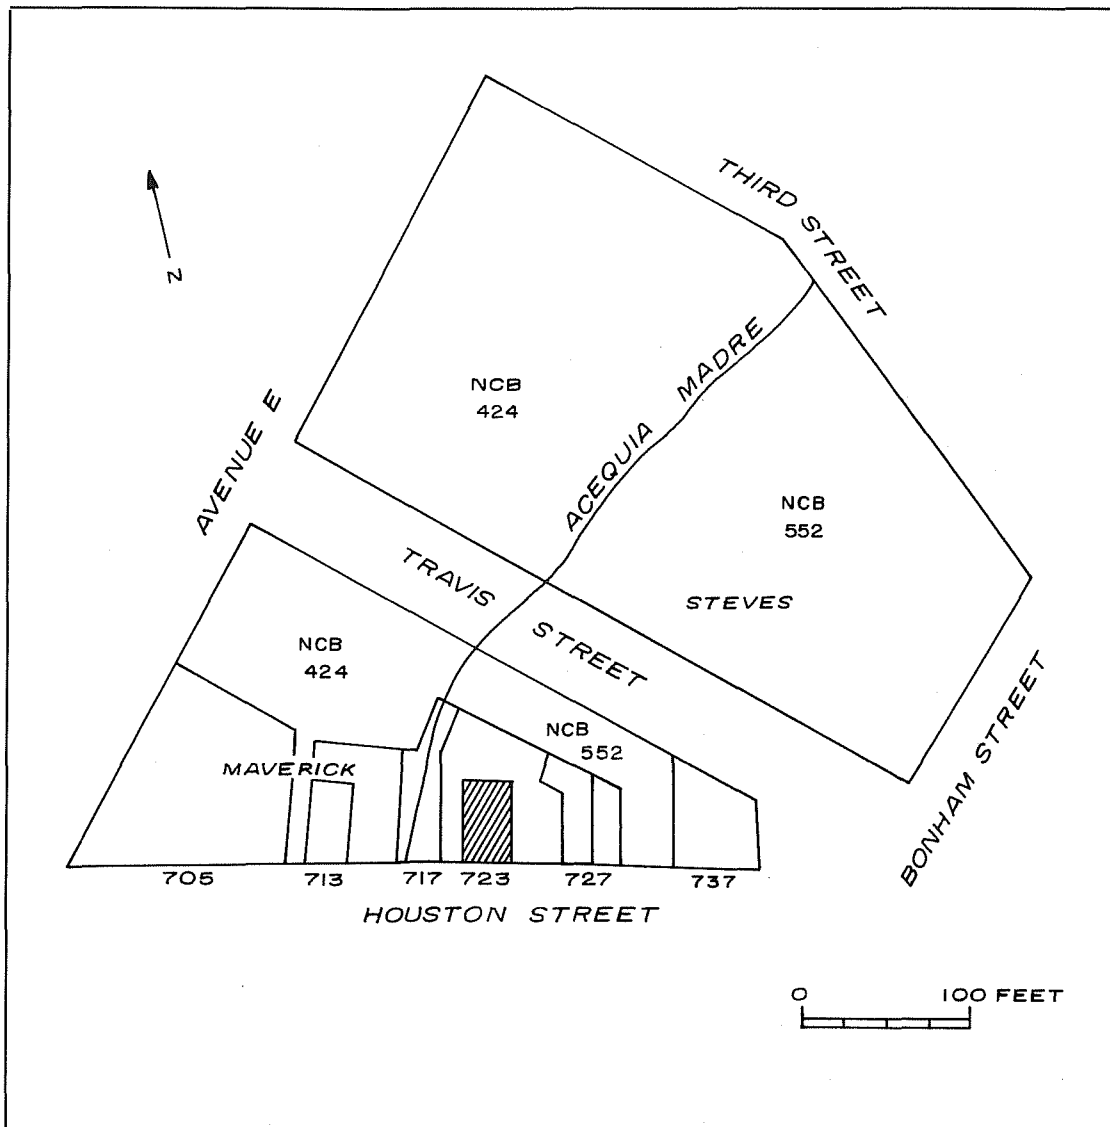 THIRD STREET
N
ACEQUIA MADRE
NCB
424
AVENUE E
NCB
552
TRAVIS STREET
STEVES
NCB
424
NCB
552
MAVERICK
BONHAM STREET
705 713 717 723 727 737
HOUSTON STREET
0 100 FEET